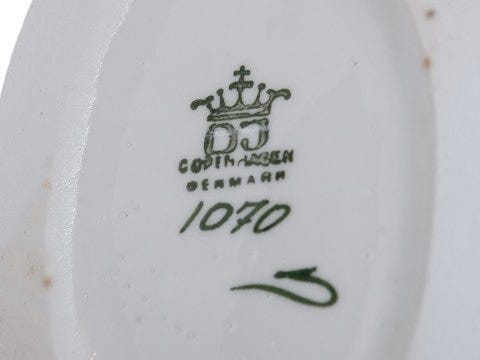 DJ
COPENHAGEN
DENMARK
1070